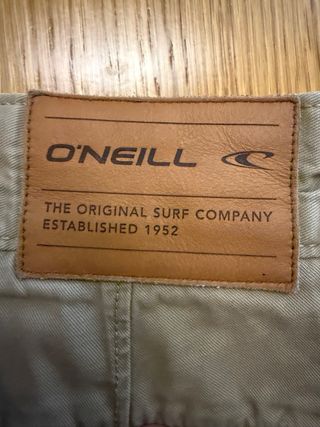 O'NEILL
THE ORIGINAL SURF COMPANY
ESTABLISHED 1952